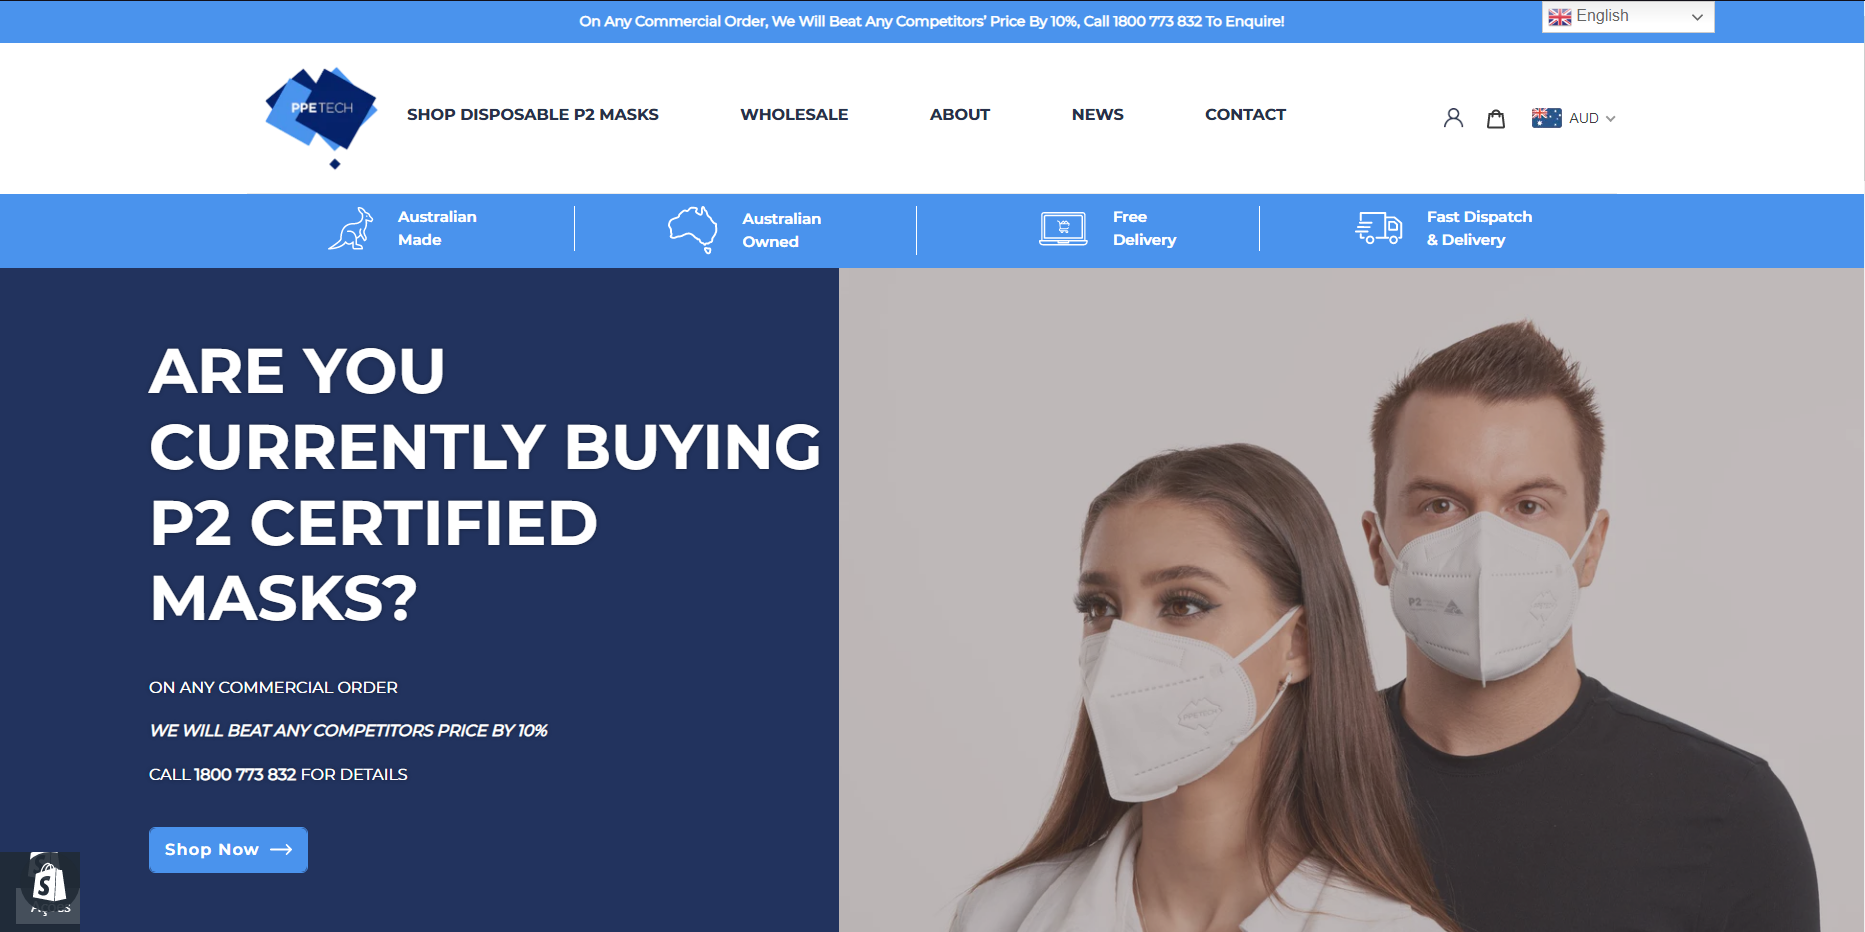 On Any Commercial Order, We Will Beat Any Competitors' Price By 10%, Call 1800 773 832 To Enquire!
English
PPETECH
SHOP DISPOSABLE P2 MASKS
WHOLESALE
ABOUT
NEWS
CONTACT
AUD
Australian
Made
Australian
Owned
Free
Delivery
Fast Dispatch
& Delivery
ARE YOU
CURRENTLY BUYING
P2 CERTIFIED
MASKS?
ON ANY COMMERCIAL ORDER
WE WILL BEAT ANY COMPETITORS PRICE BY 10%
CALL 1800 773 832 FOR DETAILS
Shop Now
P2
PPETECH